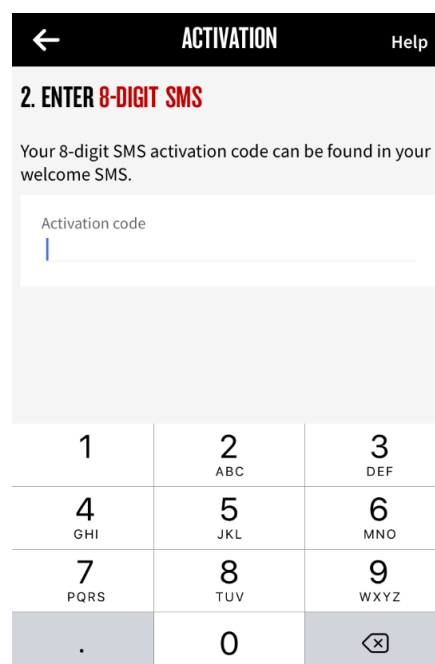 ACTIVATION
Help
2. ENTER 8-DIGIT SMS
Your 8-digit SMS activation code can be found in your
welcome SMS.
Activation code
1
2
3
ABC
DEF
4
5
6
GHI
JKL
MNO
7
8
9
PQRS
TUV
WXYZ
.
0